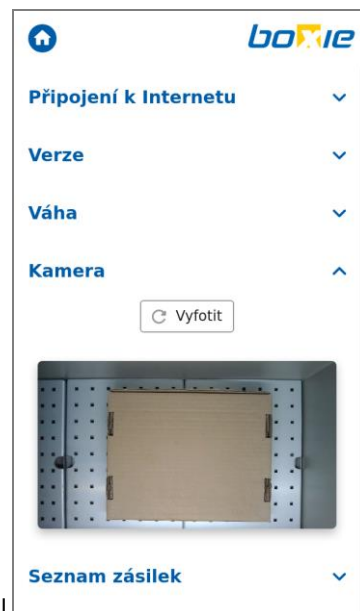 boxie
Připojení k Internetu
Verze
Váha
Kamera
Vyfotit
Seznam zásilek